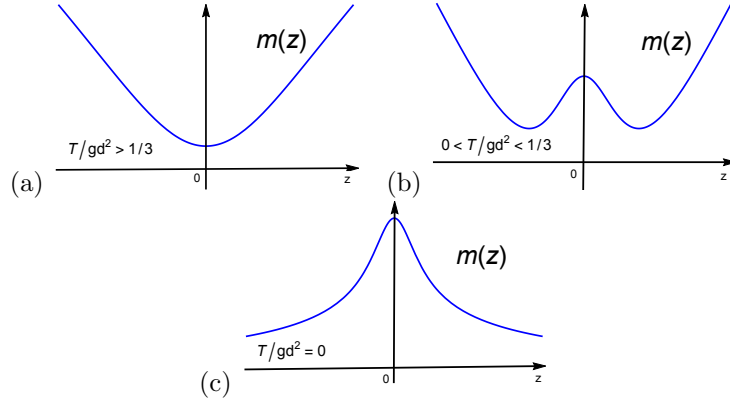 m(z)
T/gd² > 1/3
0
z
(a)
m(z)
0 < T/gd² < 1/3
0
z
(b)
m(z)
T/gd² = 0
0
z
(c)